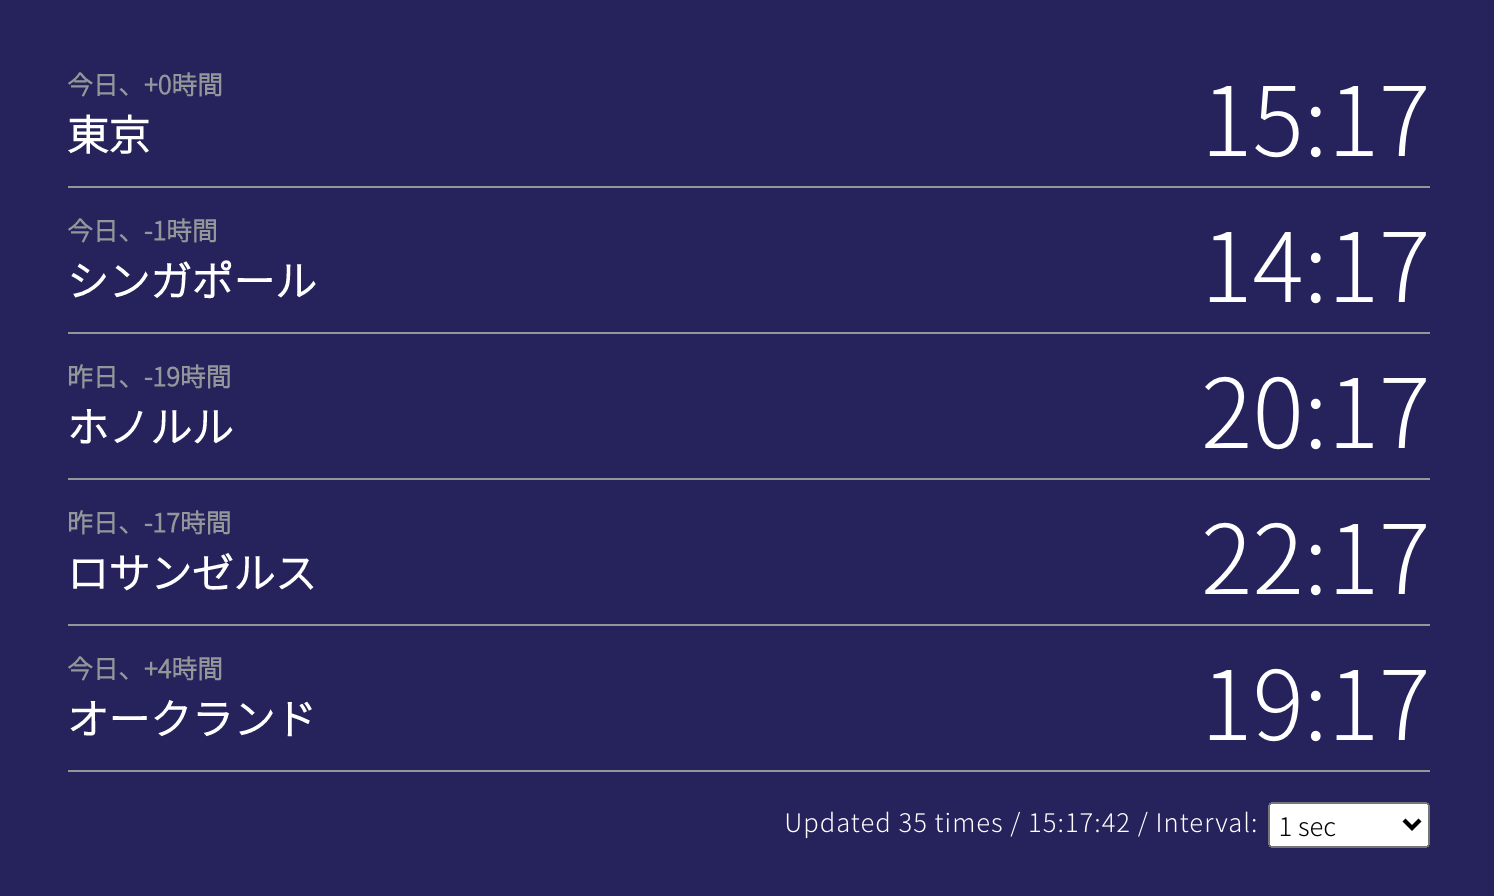 今日、+0時間
東京
15:17
今日、-1時間
シンガポール
14:17
昨日、-19時間
ホノルル
20:17
昨日、-17時間
ロサンゼルス
22:17
今日、+4時間
オークランド
19:17
Updated 35 times / 15:17:42 / Interval: 1 sec